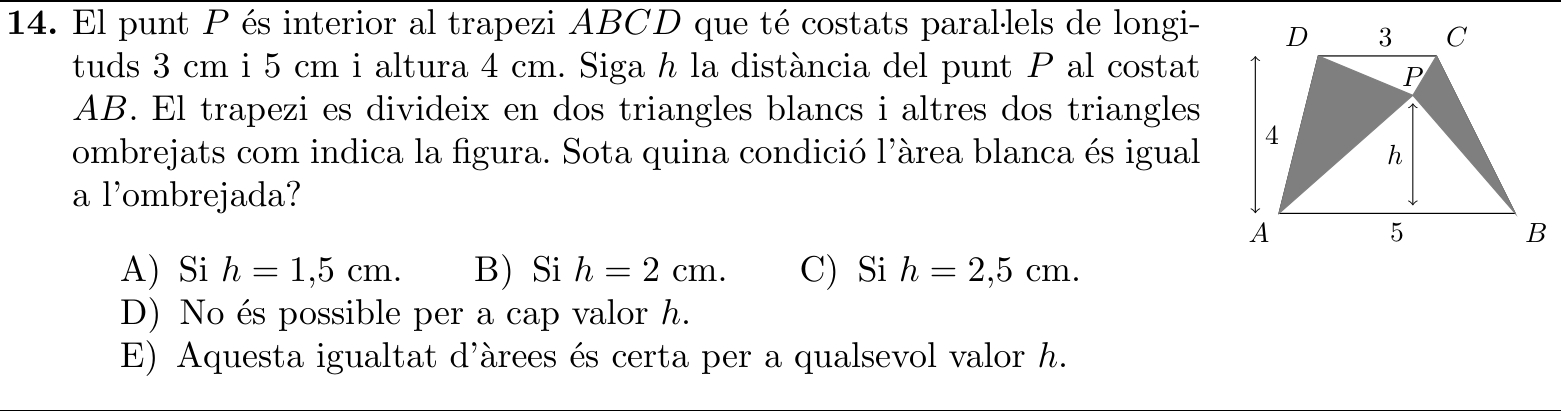 14. El punt P és interior al trapezi ABCD que té costats paral·lels de longi-
tuds 3 cm i 5 cm i altura 4 cm. Siga h la distància del punt P al costat
AB. El trapezi es divideix en dos triangles blancs i altres dos triangles
ombrejats com indica la figura. Sota quina condició l'àrea blanca és igual
a l'ombrejada?
A) Si h = 1,5 cm. B) Si h = 2 cm. C) Si h = 2,5 cm.
D) No és possible per a cap valor h.
E) Aquesta igualtat d'àrees és certa per a qualsevol valor h.
D 3 C
P
4
h
A 5 B